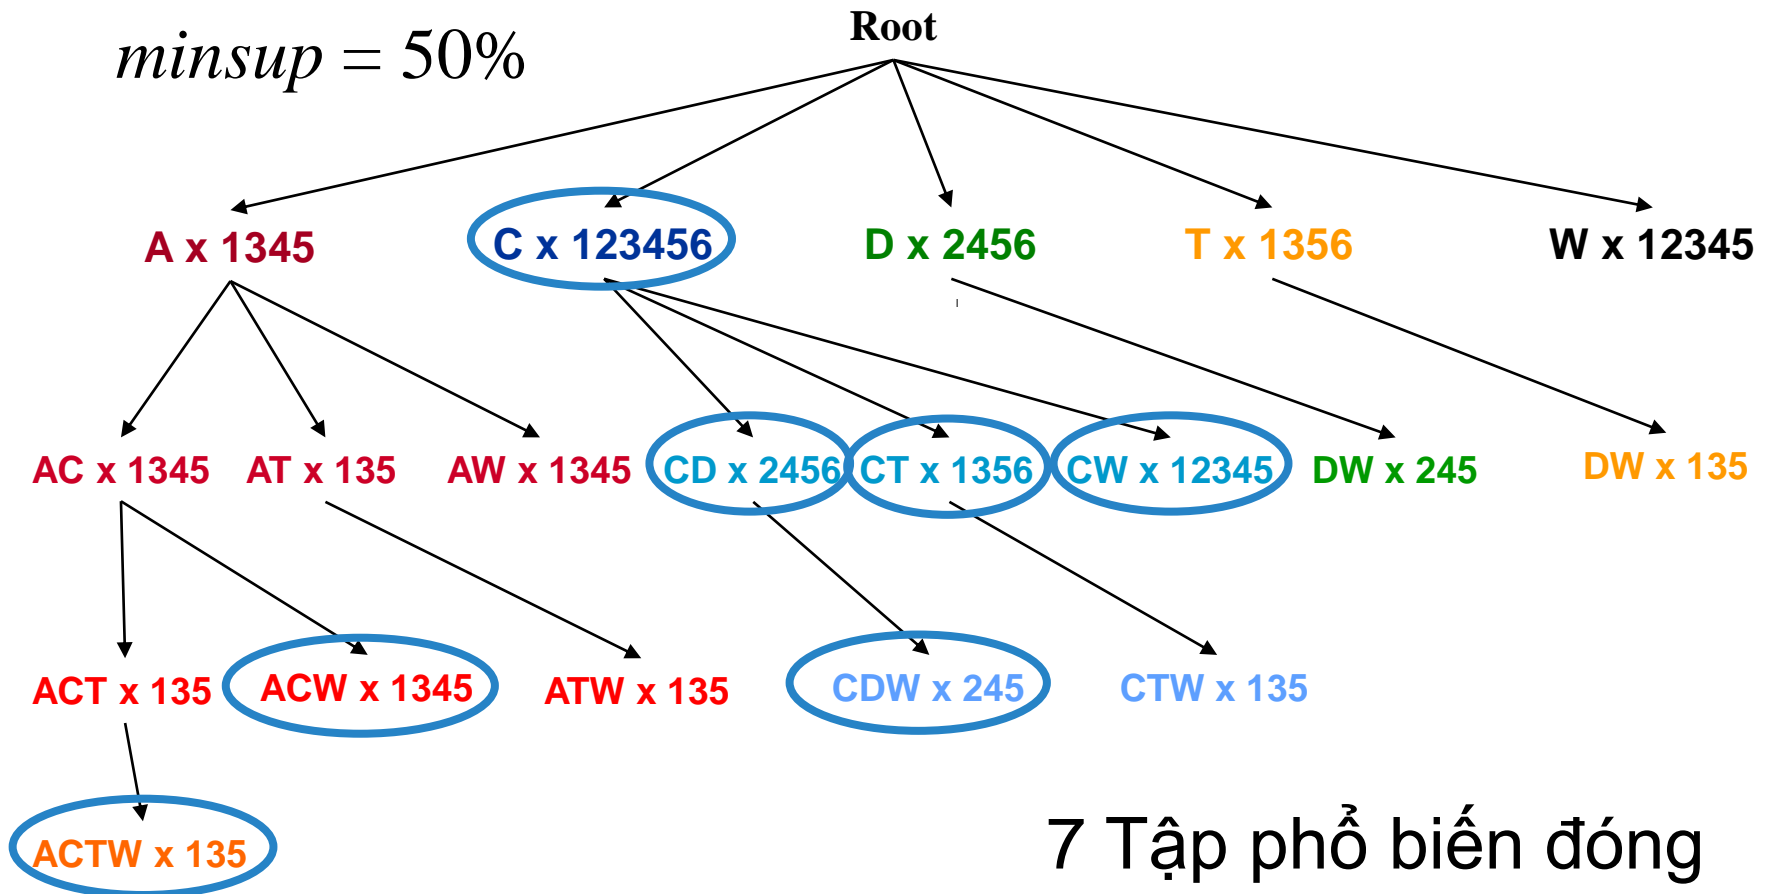 Root
minsup = 50%
A x 1345 C x 123456 D x 2456 T x 1356 W x 12345
AC x 1345 AT x 135 AW x 1345 CD x 2456 CT x 1356 CW x 12345 DW x 245 DW x 135
ACT x 135 ACW x 1345 ATW x 135 CDW x 245 CTW x 135
ACTW x 135
7 Tập phổ biến đóng